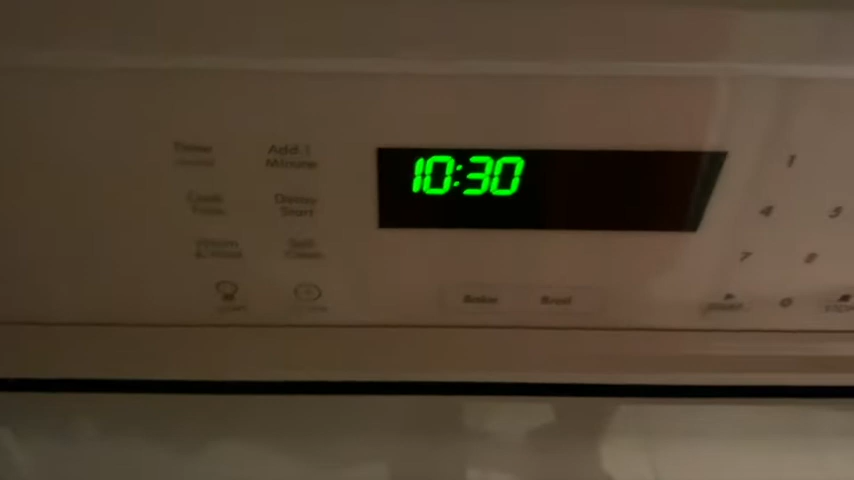 Timer
Add 1
Minute
10:30
1
Cook
Time
Delay
Start
4
5
Warm
& Hold
Self
Clean
7
8
Bake
Broil
START
0